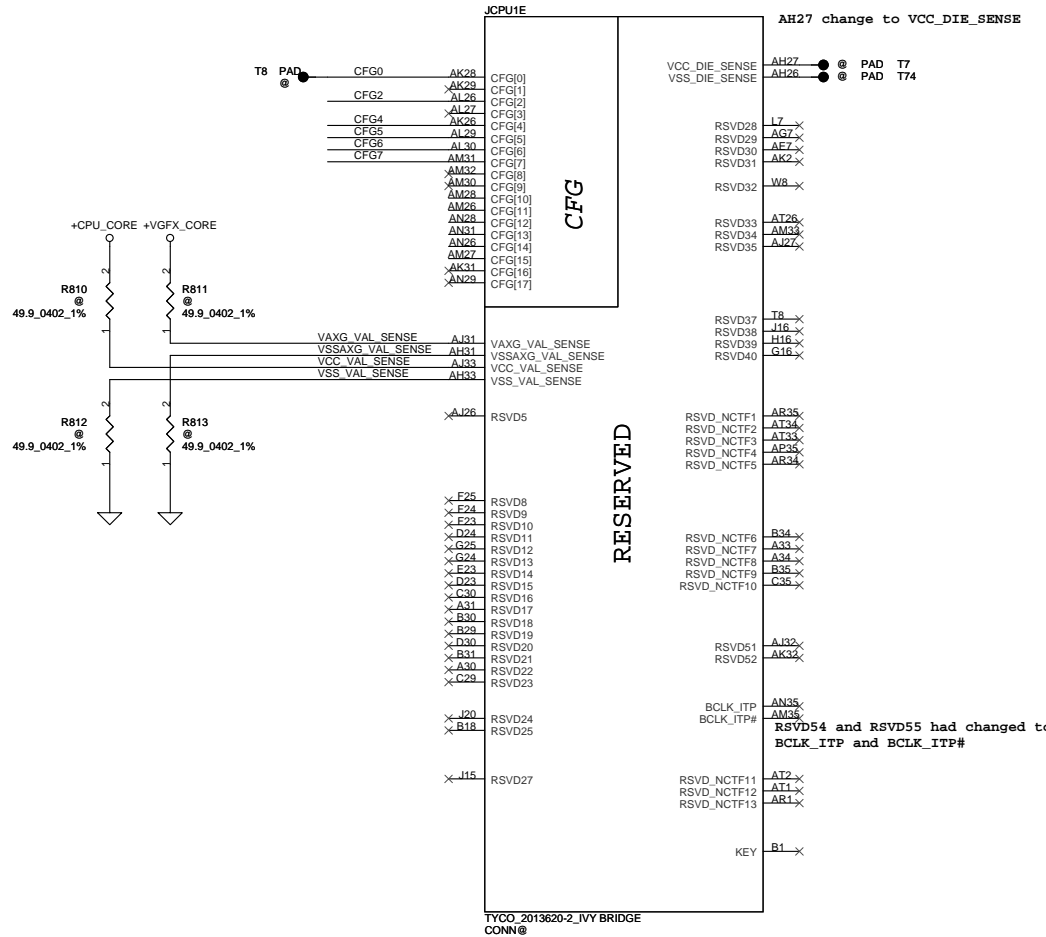 JCPU1E
AH27 change to VCC_DIE_SENSE
T8 PAD
@
CFG0 AK28 CFG[0]
AK29 CFG[1]
CFG2 AL26 CFG[2]
AL27 CFG[3]
CFG4 AK26 CFG[4]
CFG5 AL29 CFG[5]
CFG6 AL30 CFG[6]
CFG7 AM31 CFG[7]
AM32 CFG[8]
AM30 CFG[9]
AM28 CFG[10]
AM26 CFG[11]
AN28 CFG[12]
AN31 CFG[13]
AN26 CFG[14]
AM27 CFG[15]
AK31 CFG[16]
AN29 CFG[17]
CFG
+CPU_CORE +VGFX_CORE
2 2
R810 R811
@ @
49.9_0402_1% 49.9_0402_1%
1 1
VAXG_VAL_SENSE AJ31 VAXG_VAL_SENSE
VSSAXG_VAL_SENSE AH31 VSSAXG_VAL_SENSE
VCC_VAL_SENSE AJ33 VCC_VAL_SENSE
VSS_VAL_SENSE AH33 VSS_VAL_SENSE
2 2
R812 R813
@ @
49.9_0402_1% 49.9_0402_1%
1 1
AJ26 RSVD5
F25 RSVD8
F24 RSVD9
F23 RSVD10
D24 RSVD11
G25 RSVD12
G24 RSVD13
E23 RSVD14
D23 RSVD15
C30 RSVD16
A31 RSVD17
B30 RSVD18
B29 RSVD19
D30 RSVD20
B31 RSVD21
A30 RSVD22
C29 RSVD23
J20 RSVD24
B18 RSVD25
J15 RSVD27
RESERVED
VCC_DIE_SENSE AH27 @ PAD T7
VSS_DIE_SENSE AH26 @ PAD T74
RSVD28 L7
RSVD29 AG7
RSVD30 AE7
RSVD31 AK2
RSVD32 W8
RSVD33 AT26
RSVD34 AM33
RSVD35 AJ27
RSVD37 T8
RSVD38 J16
RSVD39 H16
RSVD40 G16
RSVD_NCTF1 AR35
RSVD_NCTF2 AT34
RSVD_NCTF3 AT33
RSVD_NCTF4 AP35
RSVD_NCTF5 AR34
RSVD_NCTF6 B34
RSVD_NCTF7 A33
RSVD_NCTF8 A34
RSVD_NCTF9 B35
RSVD_NCTF10 C35
RSVD51 AJ32
RSVD52 AK32
BCLK_ITP AN35
BCLK_ITP# AM35
RSVD54 and RSVD55 had changed to
BCLK_ITP and BCLK_ITP#
RSVD_NCTF11 AT2
RSVD_NCTF12 AT1
RSVD_NCTF13 AR1
KEY B1
TYCO_2013620-2_IVY BRIDGE
CONN@